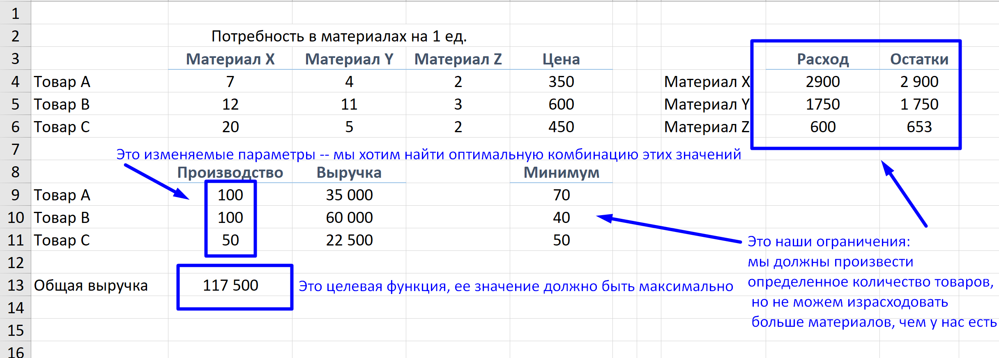 1
2 Потребность в материалах на 1 ед.
3 Материал X Материал Y Материал Z Цена Расход Остатки
4 Товар A 7 4 2 350 Материал X 2900 2 900
5 Товар B 12 11 3 600 Материал Y 1750 1 750
6 Товар C 20 5 2 450 Материал Z 600 653
7 Это изменяемые параметры -- мы хотим найти оптимальную комбинацию этих значений
8 Производство Выручка Минимум
9 Товар A 100 35 000 70
10 Товар B 100 60 000 40
11 Товар C 50 22 500 50
12
13 Общая выручка 117 500 Это целевая функция, ее значение должно быть максимально
14
15
16
Это наши ограничения:
мы должны произвести
определенное количество товаров,
но не можем израсходовать
больше материалов, чем у нас есть